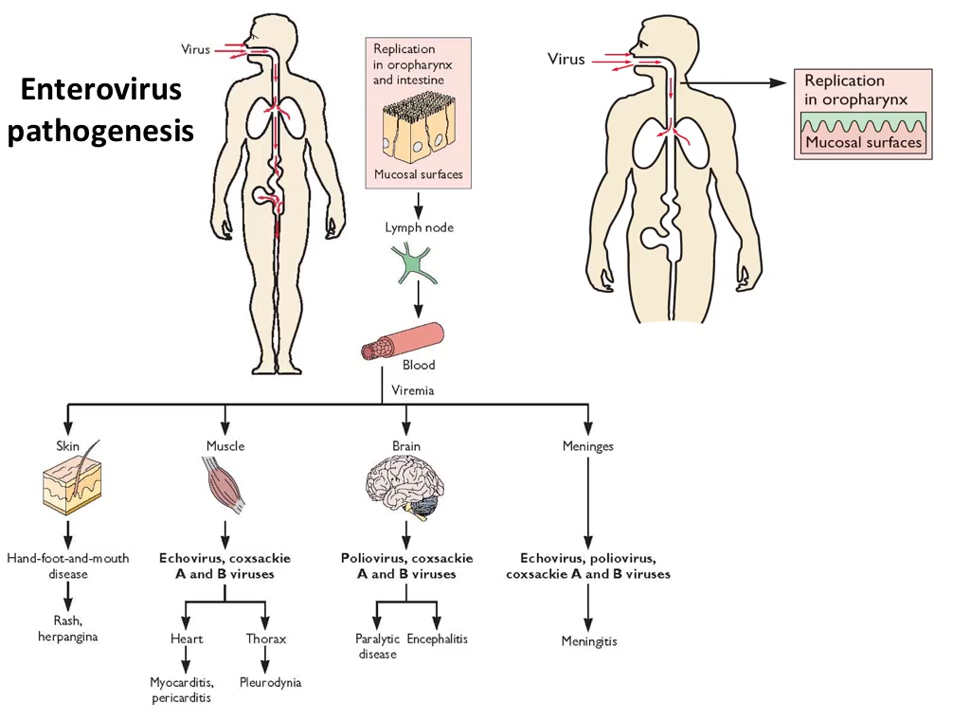 Enterovirus
pathogenesis
Virus
Replication
in oropharynx
and intestine
Mucosal surfaces
Lymph node
Blood
Viremia
Virus
Replication
in oropharynx
Mucosal surfaces
Skin
Muscle
Brain
Meninges
Hand-foot-and-mouth
disease
Rash,
herpangina
Echovirus, coxsackie
A and B viruses
Heart
Thorax
Myocarditis,
pericarditis
Pleurodynia
Poliovirus, coxsackie
A and B viruses
Paralytic
disease
Encephalitis
Echovirus, poliovirus,
coxsackie A and B viruses
Meningitis